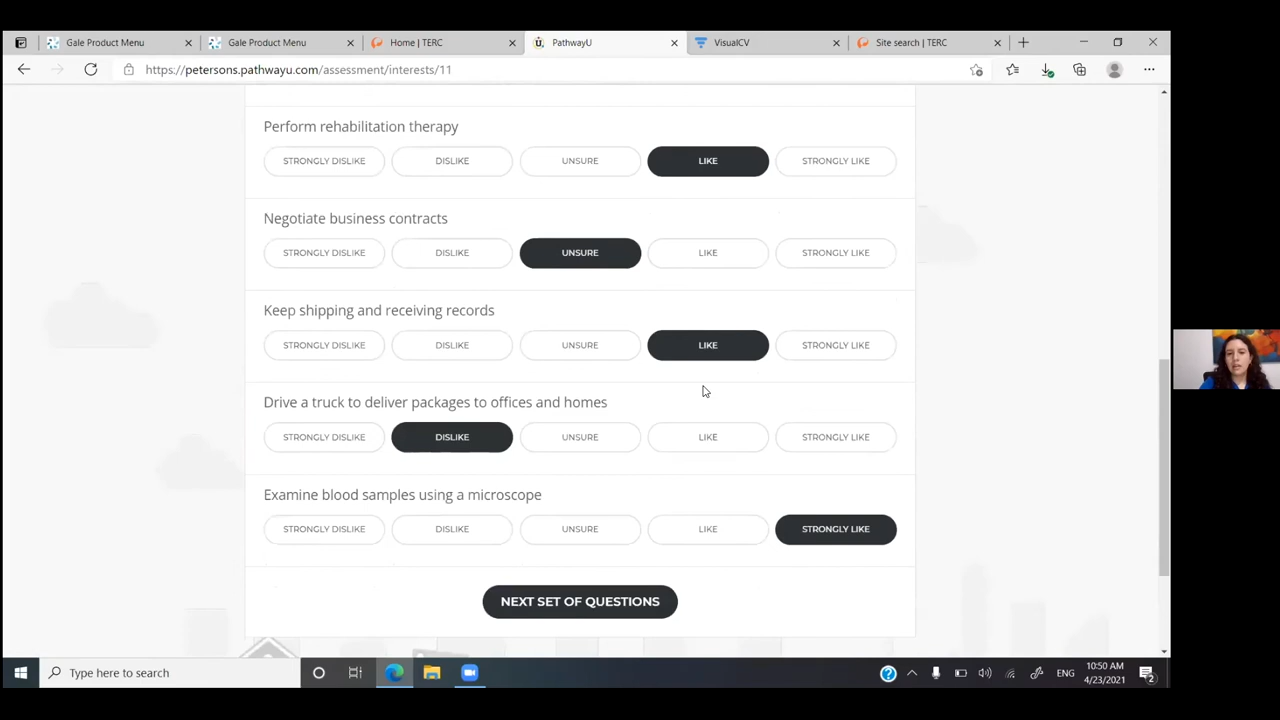 Gale Product Menu
Gale Product Menu
Home | TERC
PathwayU
VisualCV
Site search | TERC
https://petersons.pathwayu.com/assessment/interests/11
Perform rehabilitation therapy
STRONGLY DISLIKE DISLIKE UNSURE LIKE STRONGLY LIKE
Negotiate business contracts
STRONGLY DISLIKE DISLIKE UNSURE LIKE STRONGLY LIKE
Keep shipping and receiving records
STRONGLY DISLIKE DISLIKE UNSURE LIKE STRONGLY LIKE
Drive a truck to deliver packages to offices and homes
STRONGLY DISLIKE DISLIKE UNSURE LIKE STRONGLY LIKE
Examine blood samples using a microscope
STRONGLY DISLIKE DISLIKE UNSURE LIKE STRONGLY LIKE
NEXT SET OF QUESTIONS
Type here to search
ENG
10:50 AM
4/23/2021
2